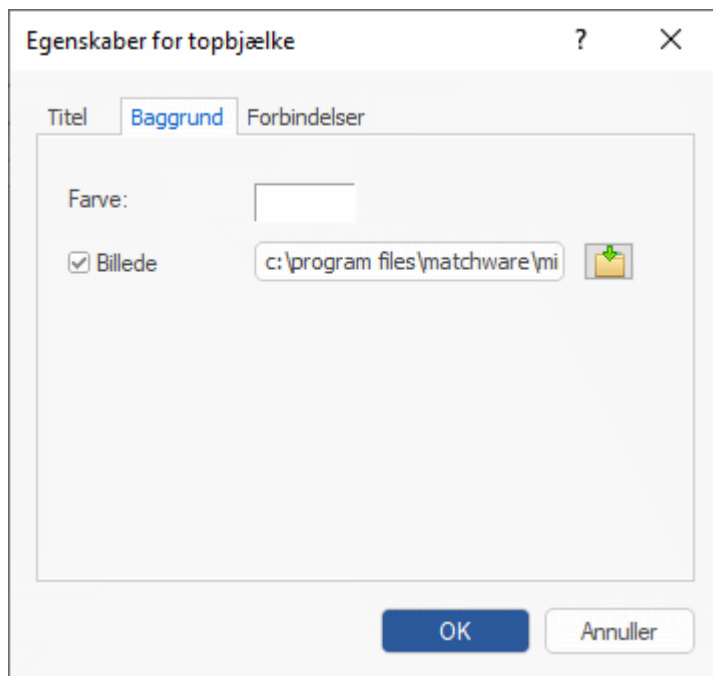 Egenskaber for topbjælke ?
Titel Baggrund Forbindelser
Farve:
Billede c:\program files\matchware\mi
OK Annuller